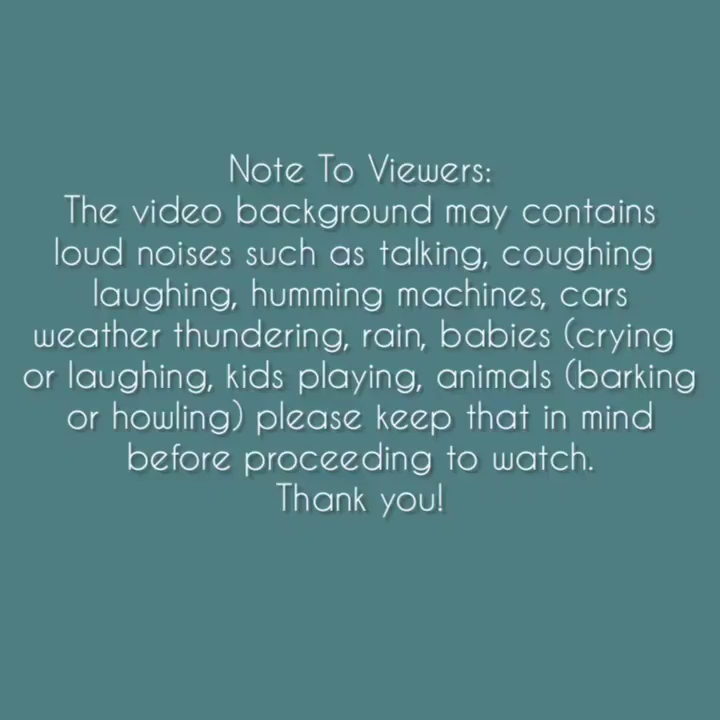 Note To Viewers:
The video background may contains
loud noises such as talking, coughing
laughing, humming machines, cars
weather thundering, rain, babies (crying
or laughing, kids playing, animals (barking
or howling) please keep that in mind
before proceeding to watch.
Thank you!